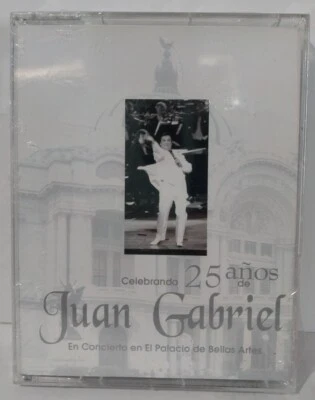 Celebrando 25 años de
Juan Gabriel
En Concierto en El Palacio de Bellas Artes